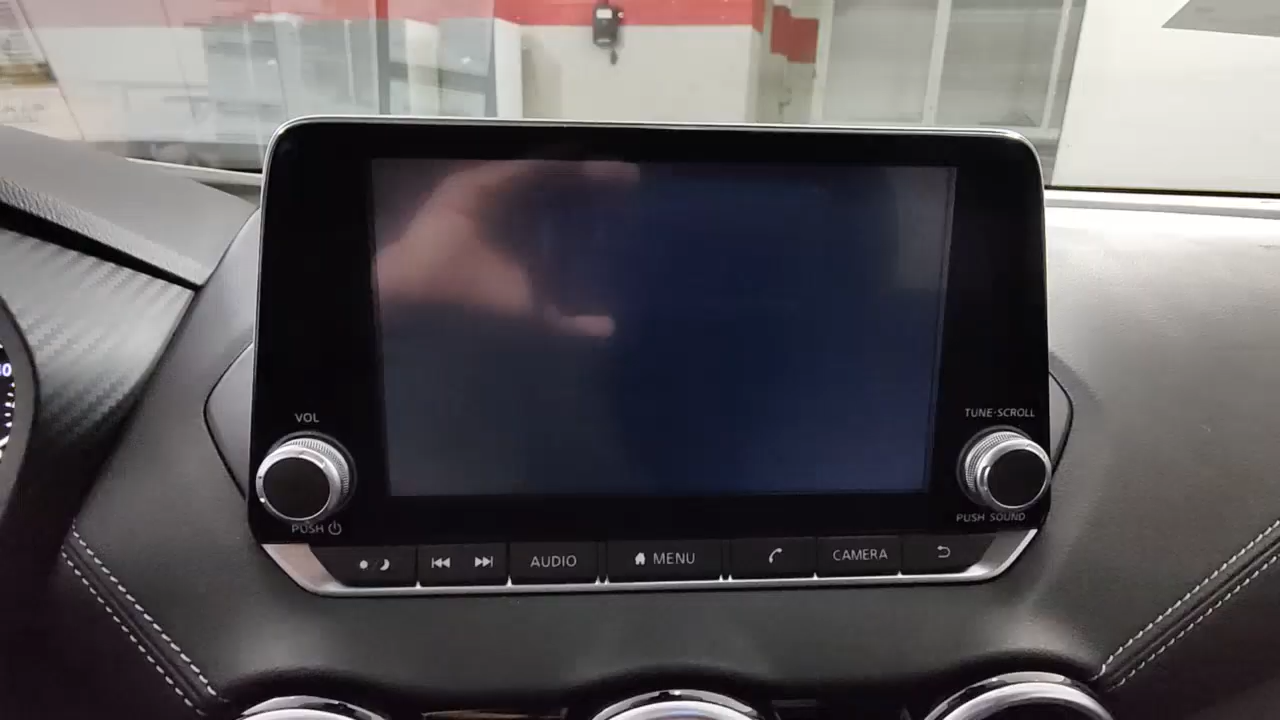 VOL
TUNE·SCROLL
PUSH
PUSH SOUND
AUDIO
MENU
CAMERA